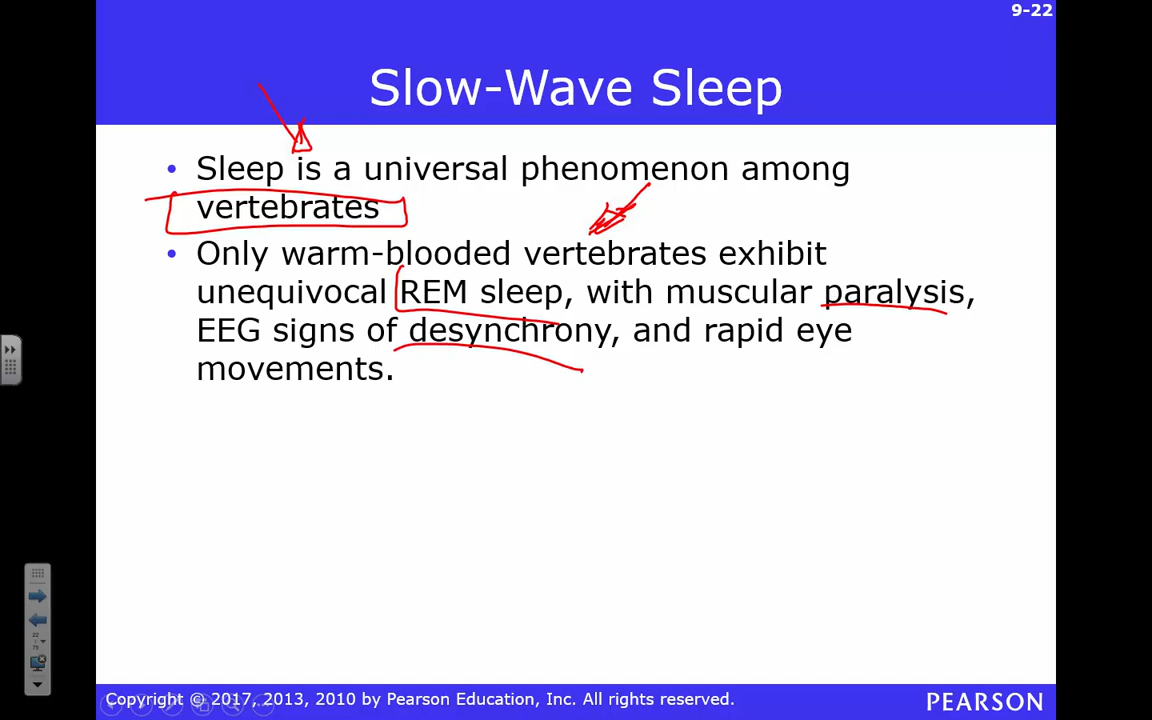 9-22
Slow-Wave Sleep
• Sleep is a universal phenomenon among
vertebrates
• Only warm-blooded vertebrates exhibit
unequivocal REM sleep, with muscular paralysis,
EEG signs of desynchrony, and rapid eye
movements.
22
79
Copyright © 2017, 2013, 2010 by Pearson Education, Inc. All rights reserved.
PEARSON